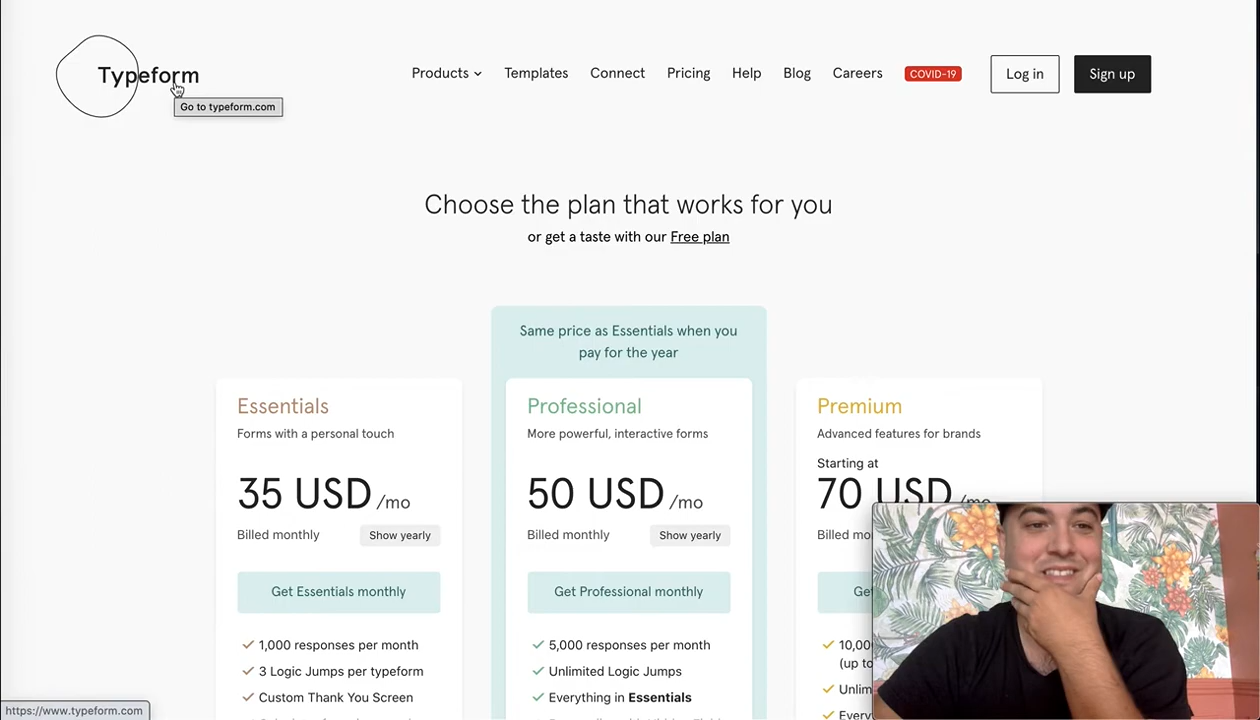 Typeform
Products
Templates
Connect
Pricing
Help
Blog
Careers
COVID-19
Log in
Sign up
Go to typeform.com
Choose the plan that works for you
or get a taste with our Free plan
Same price as Essentials when you
pay for the year
Essentials
Forms with a personal touch
35 USD /mo
Billed monthly
Show yearly
Get Essentials monthly
1,000 responses per month
3 Logic Jumps per typeform
Custom Thank You Screen
Professional
More powerful, interactive forms
50 USD /mo
Billed monthly
Show yearly
Get Professional monthly
5,000 responses per month
Unlimited Logic Jumps
Everything in Essentials
Premium
Advanced features for brands
Starting at
70 USD /mo
Billed
https://www.typeform.com